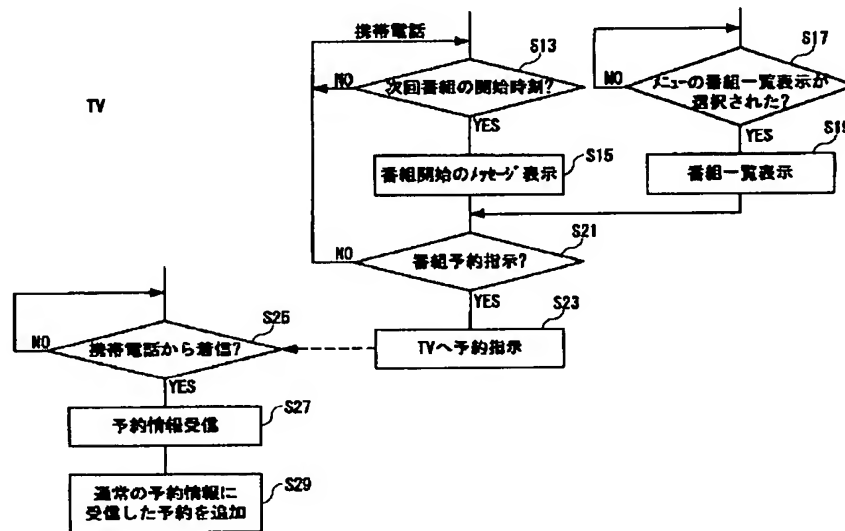 携帯電話
TV
S13
次回番組の開始時刻?
NO
YES
S15
番組開始のメッセージ表示
S17
メニューの番組一覧表示が
選択された?
NO
YES
S19
番組一覧表示
S21
番組予約指示?
NO
YES
S23
TVへ予約指示
S25
携帯電話から着信?
NO
YES
S27
予約情報受信
S29
通常の予約情報に
受信した予約を追加